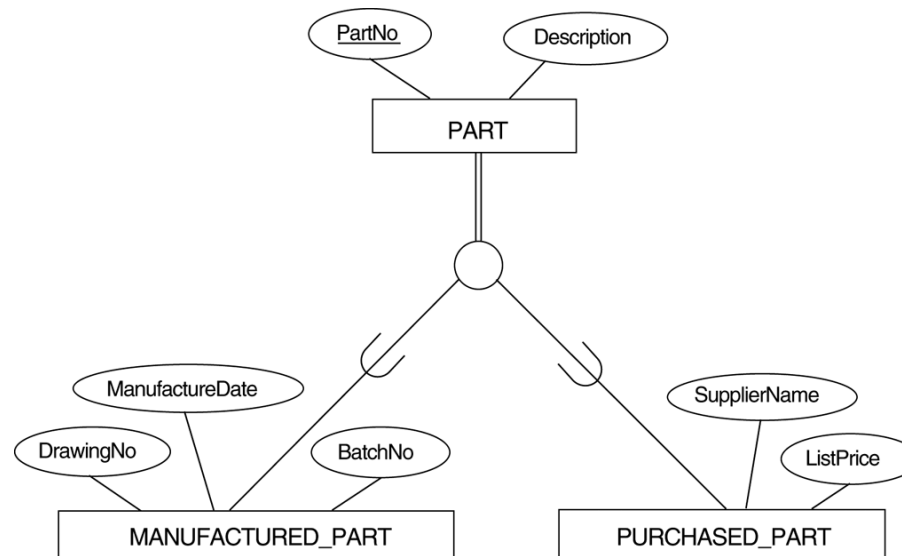 PartNo
Description
PART
ManufactureDate
SupplierName
DrawingNo
BatchNo
ListPrice
MANUFACTURED_PART
PURCHASED_PART